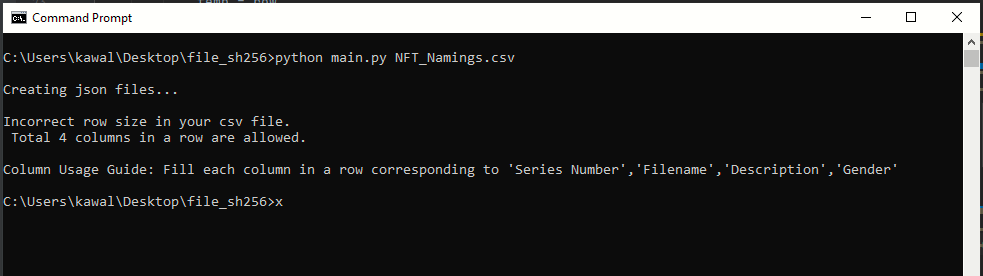 Command Prompt
C:\Users\kawal\Desktop\file_sh256>python main.py NFT_Namings.csv
Creating json files...
Incorrect row size in your csv file.
Total 4 columns in a row are allowed.
Column Usage Guide: Fill each column in a row corresponding to 'Series Number','Filename','Description','Gender'
C:\Users\kawal\Desktop\file_sh256>x